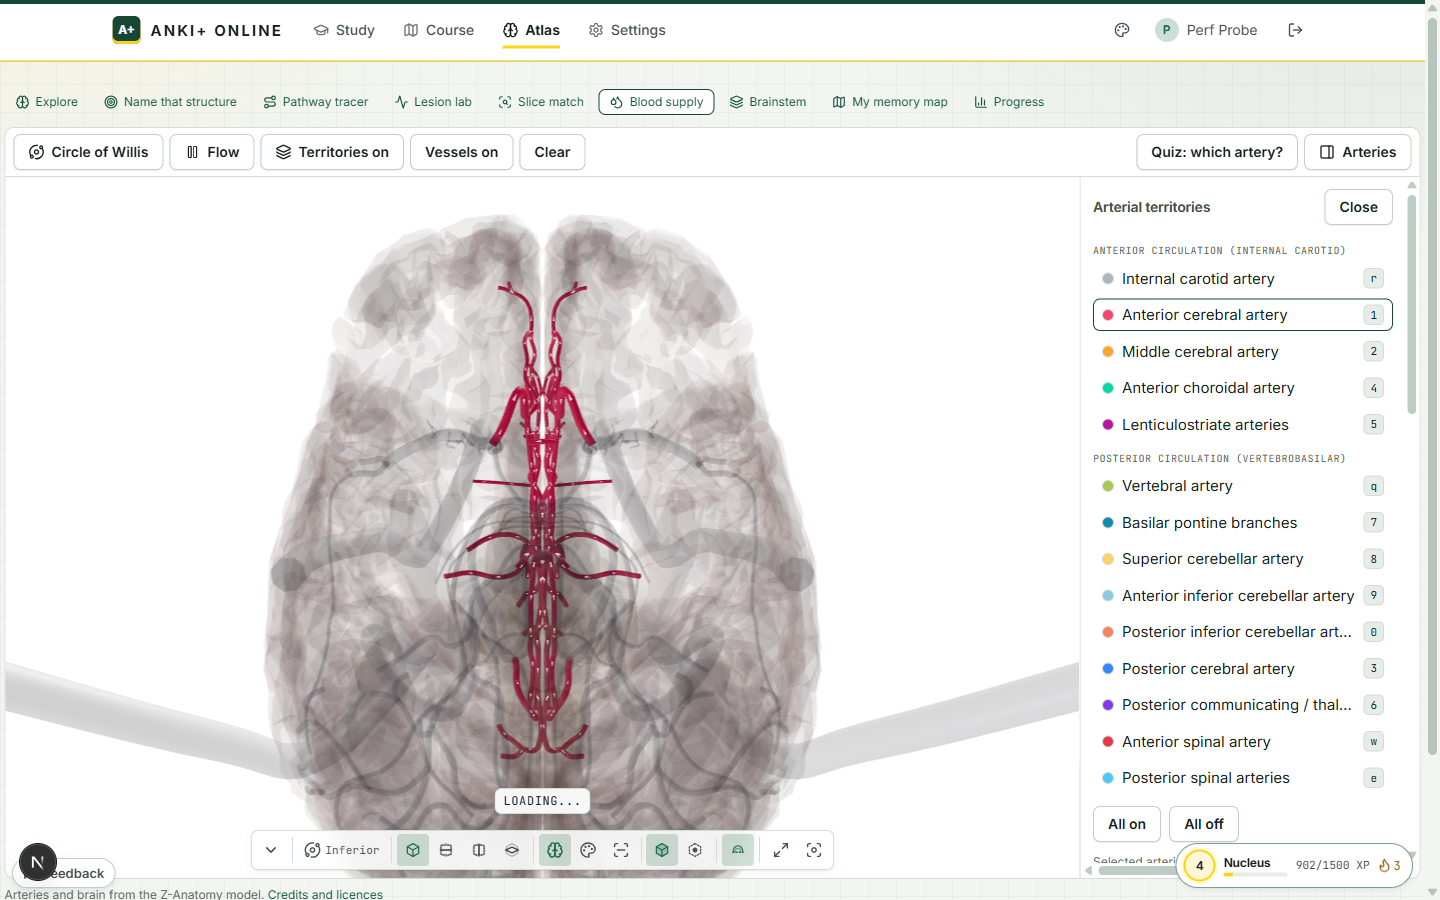 A+ ANKI+ ONLINE Study Course Atlas Settings P Perf Probe
Explore Name that structure Pathway tracer Lesion lab Slice match Blood supply Brainstem My memory map Progress
Circle of Willis Flow Territories on Vessels on Clear Quiz: which artery? Arteries
Arterial territories Close
ANTERIOR CIRCULATION (INTERNAL CAROTID)
Internal carotid artery r
Anterior cerebral artery 1
Middle cerebral artery 2
Anterior choroidal artery 4
Lenticulostriate arteries 5
POSTERIOR CIRCULATION (VERTEBROBASILAR)
Vertebral artery q
Basilar pontine branches 7
Superior cerebellar artery 8
Anterior inferior cerebellar artery 9
Posterior inferior cerebellar art... 0
Posterior cerebral artery 3
Posterior communicating / thal... 6
Anterior spinal artery w
Posterior spinal arteries e
All on All off
LOADING...
Inferior
Selected arteri
4 Nucleus 902/1500 XP 3
N eedback
Arteries and brain from the Z-Anatomy model. Credits and licences